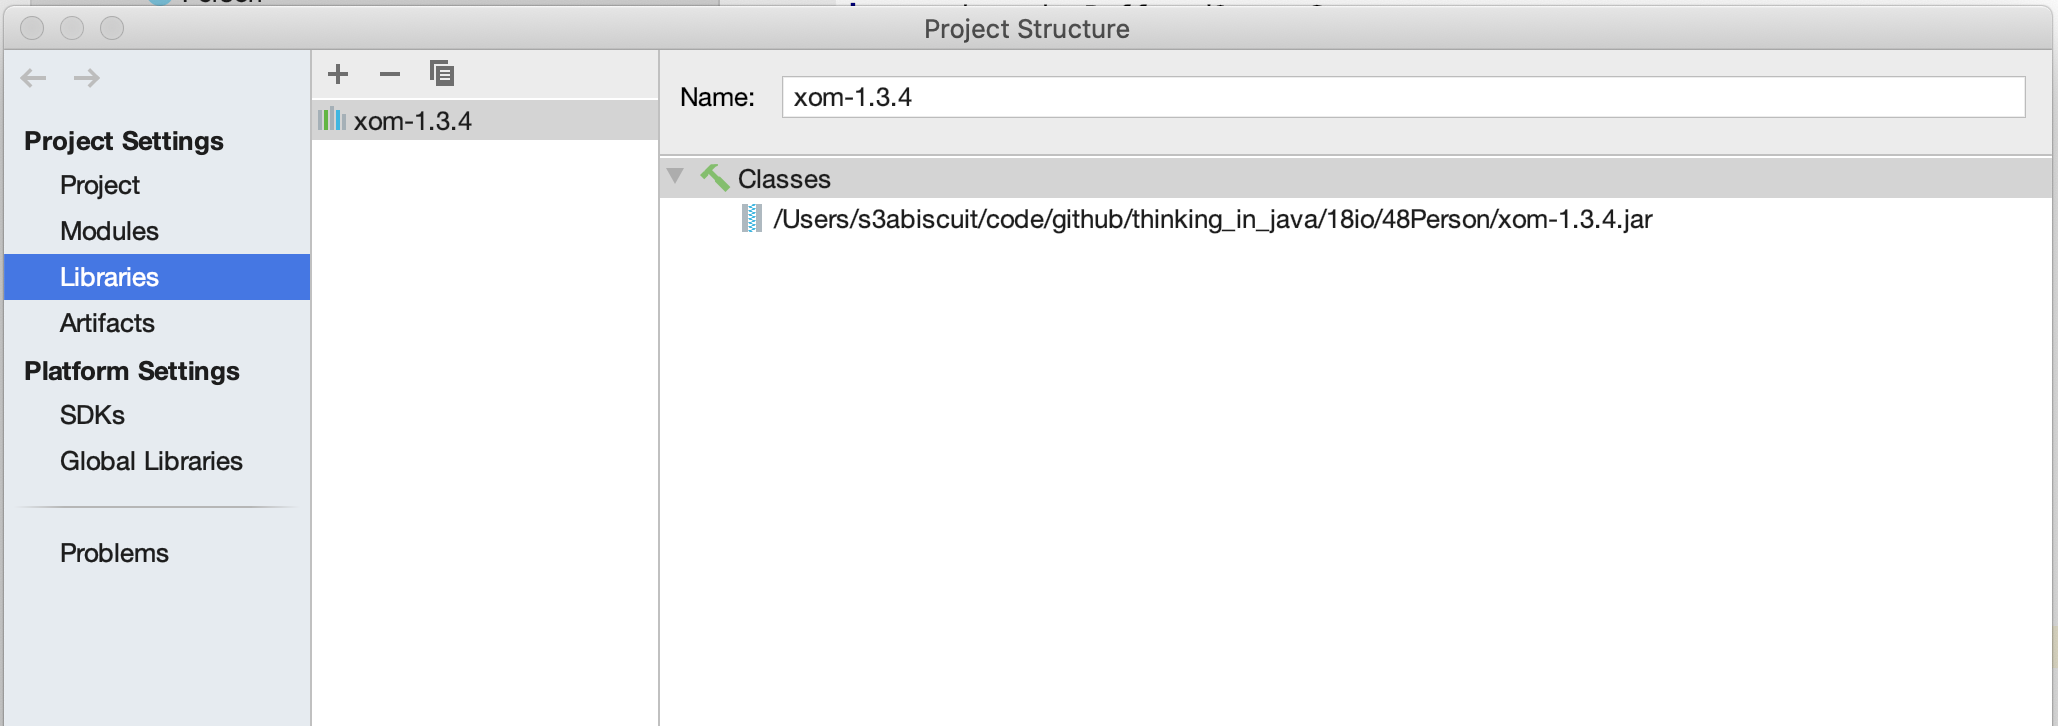 Project Structure
Project Settings
Project
Modules
Libraries
Artifacts
Platform Settings
SDKs
Global Libraries
Problems
xom-1.3.4
Name: xom-1.3.4
Classes
/Users/s3abiscuit/code/github/thinking_in_java/18io/48Person/xom-1.3.4.jar